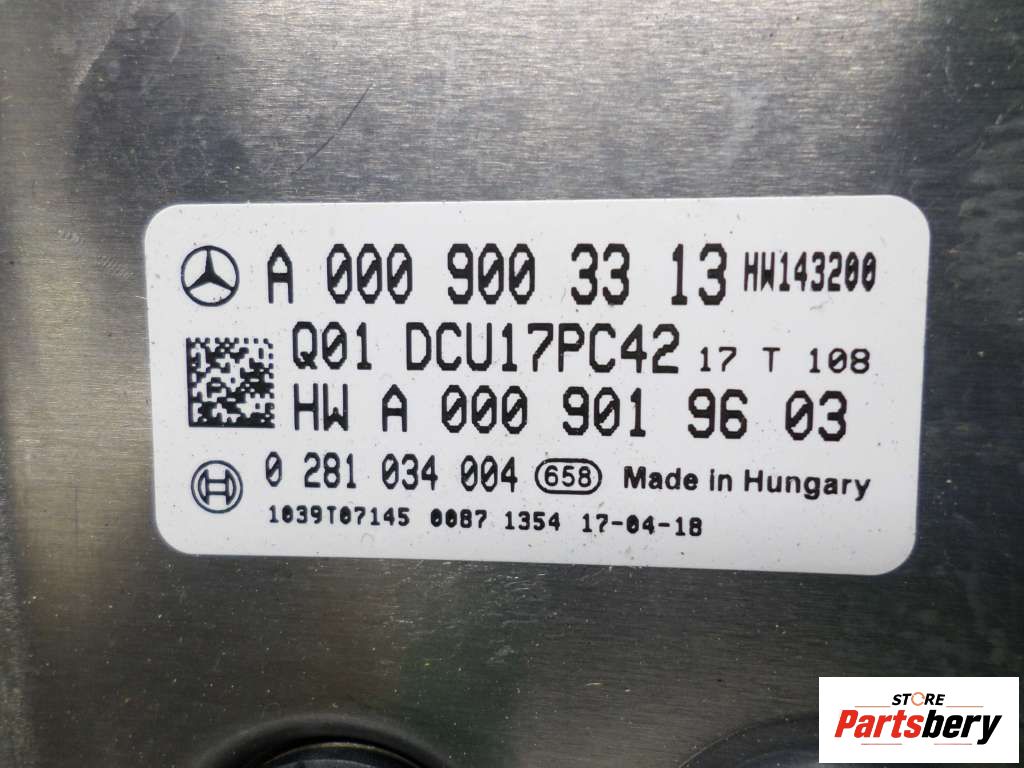 A 000 900 33 13 HW143200
Q01 DCU17PC42 17 T 108
HW A 000 901 96 03
0 281 034 004 658 Made in Hungary
1039T07145 0087 1354 17-04-18
STORE
Partsbery